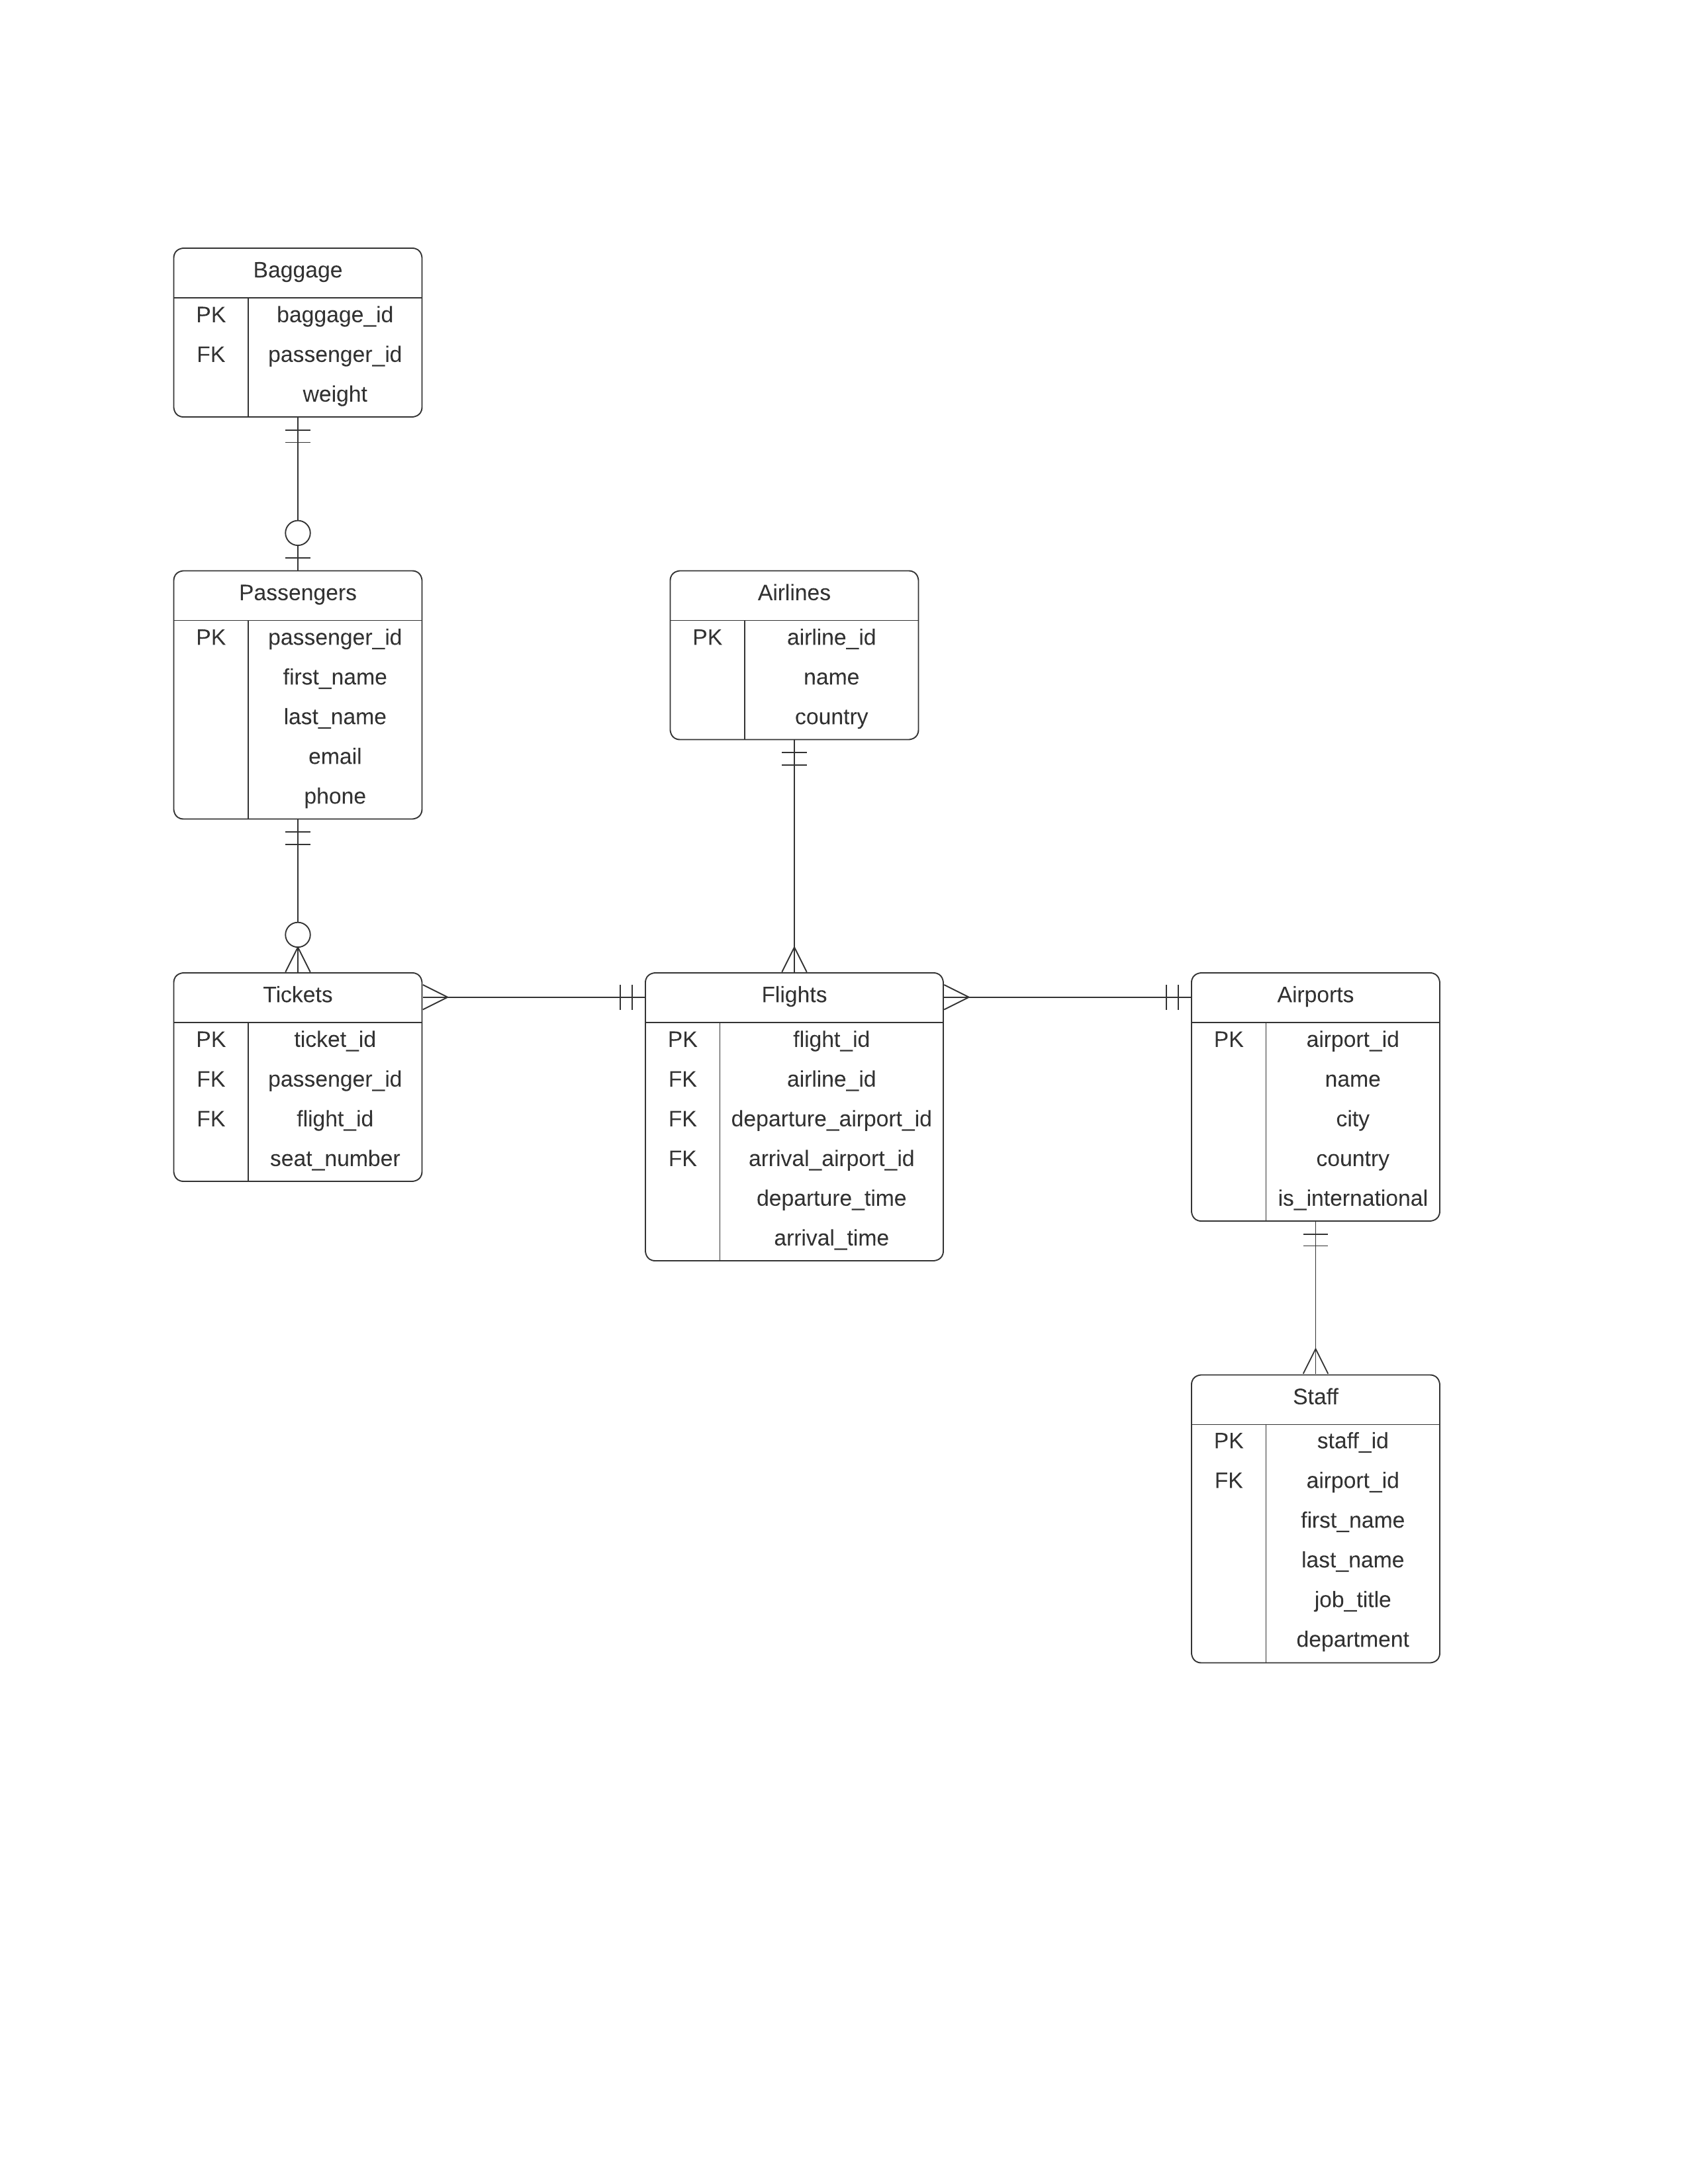 Baggage
PK baggage_id
FK passenger_id
weight
Passengers
PK passenger_id
first_name
last_name
email
phone
Airlines
PK airline_id
name
country
Tickets
PK ticket_id
FK passenger_id
FK flight_id
seat_number
Flights
PK flight_id
FK airline_id
FK departure_airport_id
FK arrival_airport_id
departure_time
arrival_time
Airports
PK airport_id
name
city
country
is_international
Staff
PK staff_id
FK airport_id
first_name
last_name
job_title
department